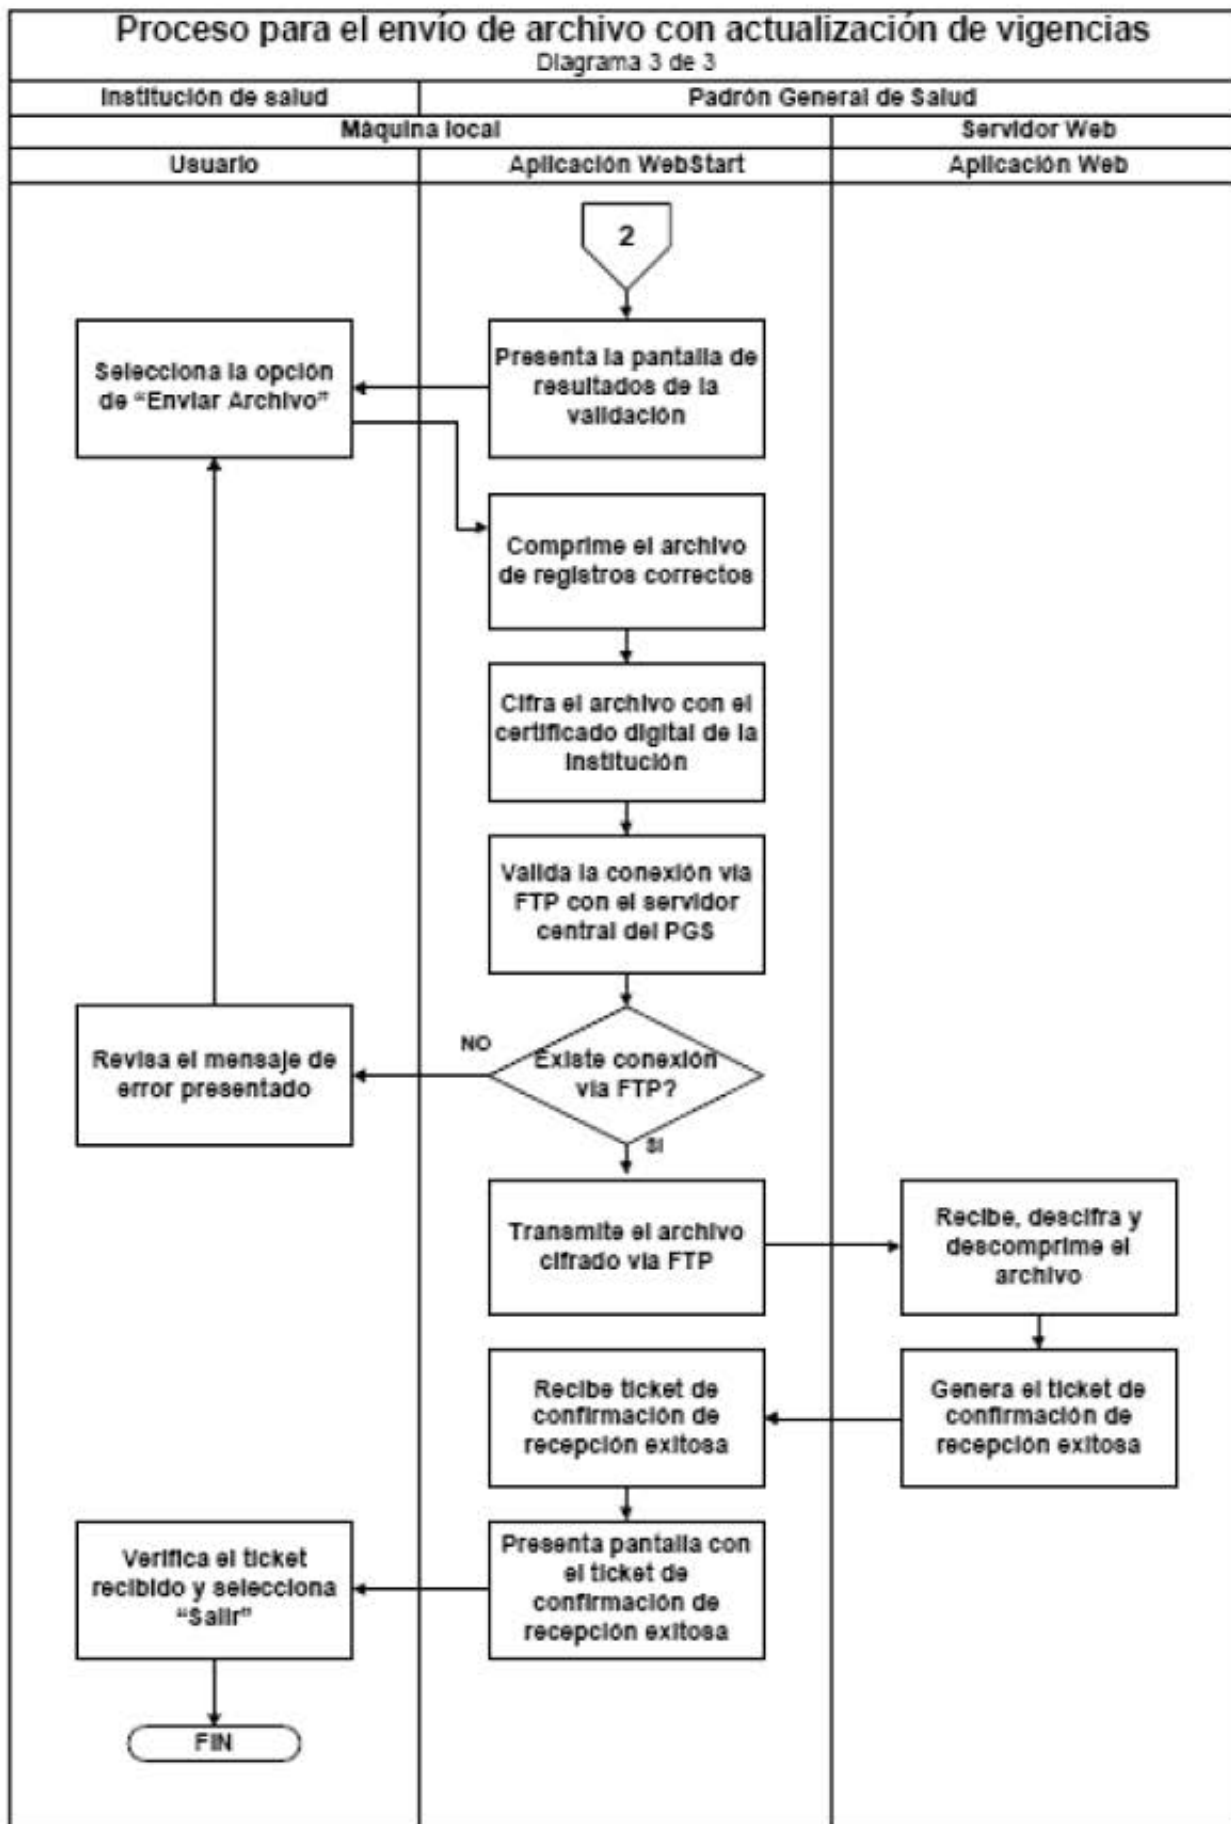 Proceso para el envío de archivo con actualización de vigencias
Diagrama 3 de 3
Institución de salud
Padrón General de Salud
Máquina local
Servidor Web
Usuario
Aplicación WebStart
Aplicación Web
2
Presenta la pantalla de
resultados de la
validación
Selecciona la opción
de “Enviar Archivo”
Comprime el archivo
de registros correctos
Cifra el archivo con el
certificado digital de la
Institución
Valida la conexión via
FTP con el servidor
central del PGS
Existe conexión
via FTP?
NO
SI
Revisa el mensaje de
error presentado
Transmite el archivo
cifrado via FTP
Recibe, descifra y
descomprime el
archivo
Genera el ticket de
confirmación de
recepción exitosa
Recibe ticket de
confirmación de
recepción exitosa
Presenta pantalla con
el ticket de
confirmación de
recepción exitosa
Verifica el ticket
recibido y selecciona
“Salir”
FIN